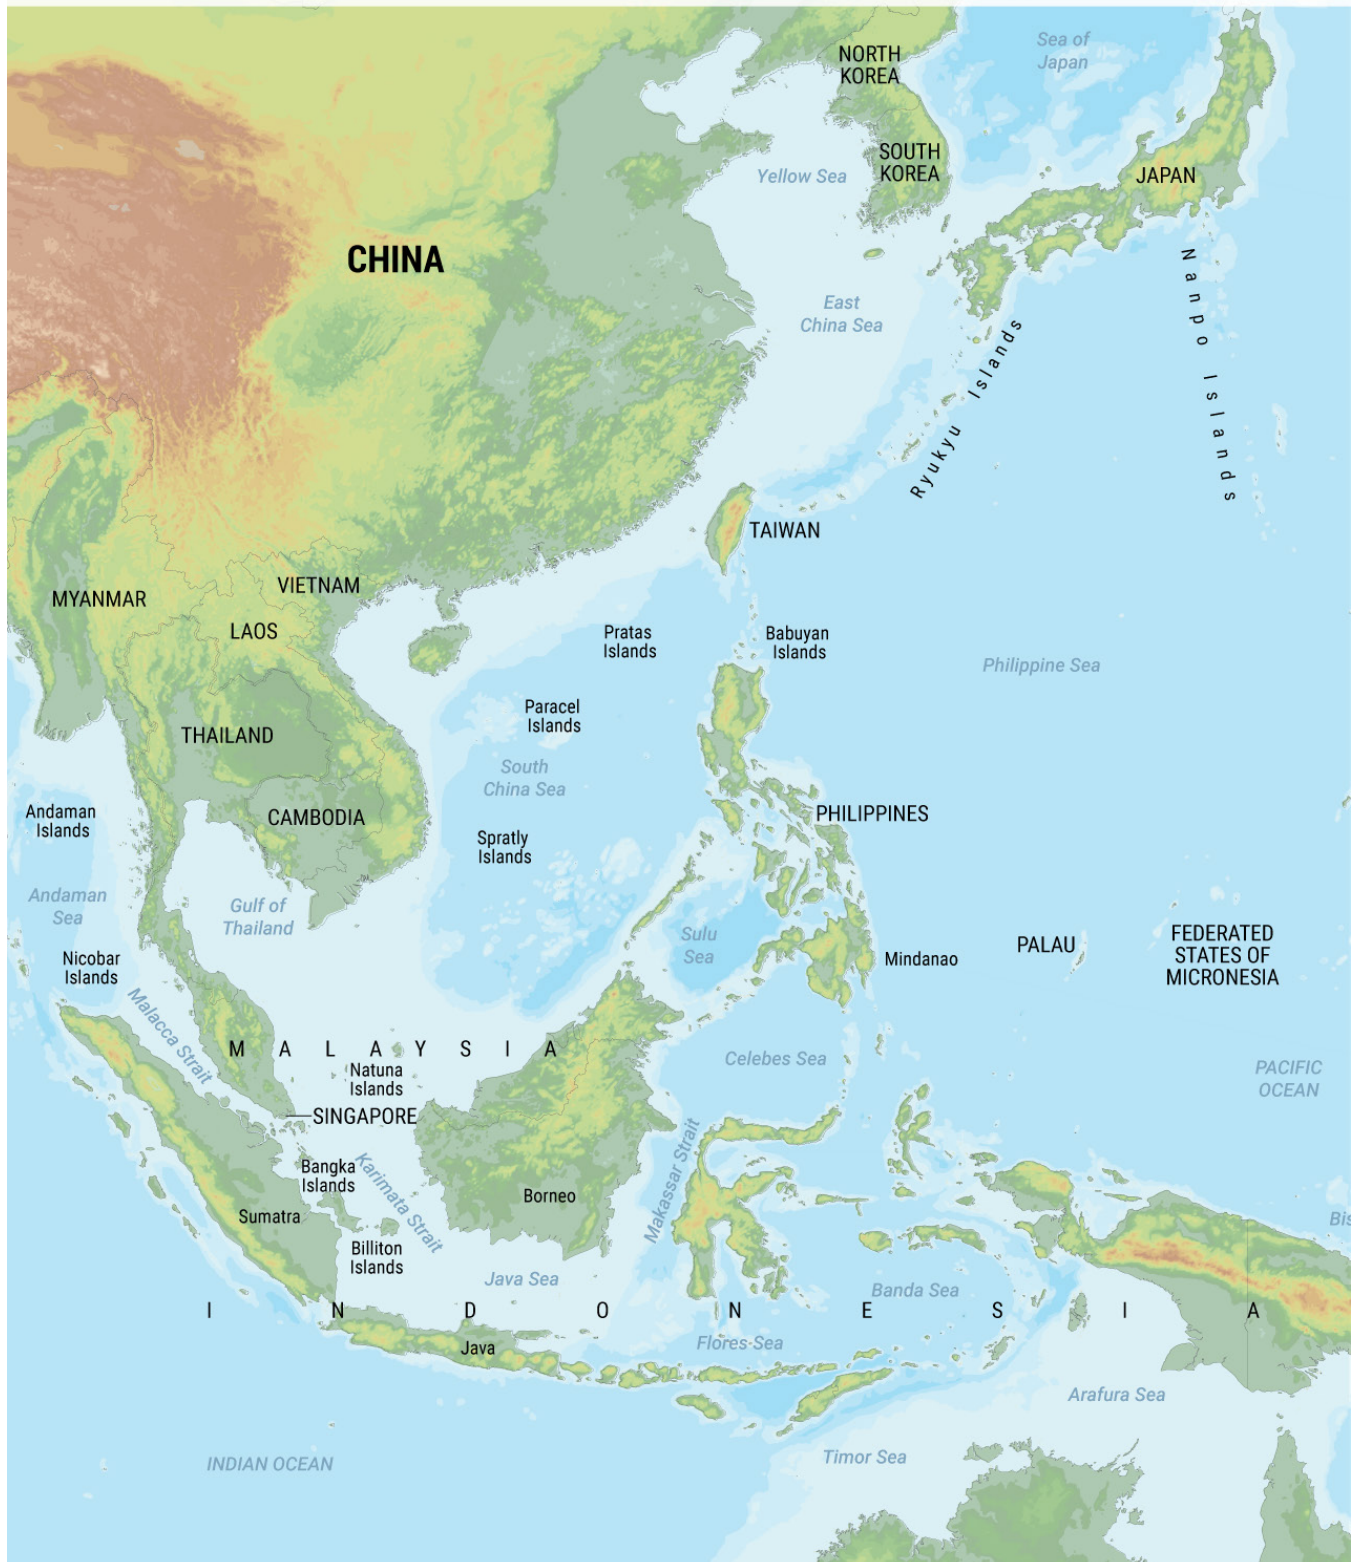 Sea of
Japan
NORTH
KOREA
SOUTH
KOREA
JAPAN
Yellow Sea
CHINA
East
China Sea
Nanpo Islands
Ryukyu Islands
TAIWAN
VIETNAM
MYANMAR
LAOS
Pratas
Islands
Babuyan
Islands
Philippine Sea
Paracel
Islands
THAILAND
South
China Sea
Andaman
Islands
CAMBODIA
PHILIPPINES
Spratly
Islands
Andaman
Sea
Gulf of
Thailand
Sulu
Sea
Mindanao
PALAU
FEDERATED
STATES OF
MICRONESIA
Nicobar
Islands
Malacca Strait
MALAYSIA
Natuna
Islands
Celebes Sea
PACIFIC
OCEAN
SINGAPORE
Bangka
Islands
Karimata Strait
Makassar Strait
Borneo
Sumatra
Bis
Billiton
Islands
Java Sea
Banda Sea
INDONESIA
Java
Flores Sea
Arafura Sea
Timor Sea
INDIAN OCEAN